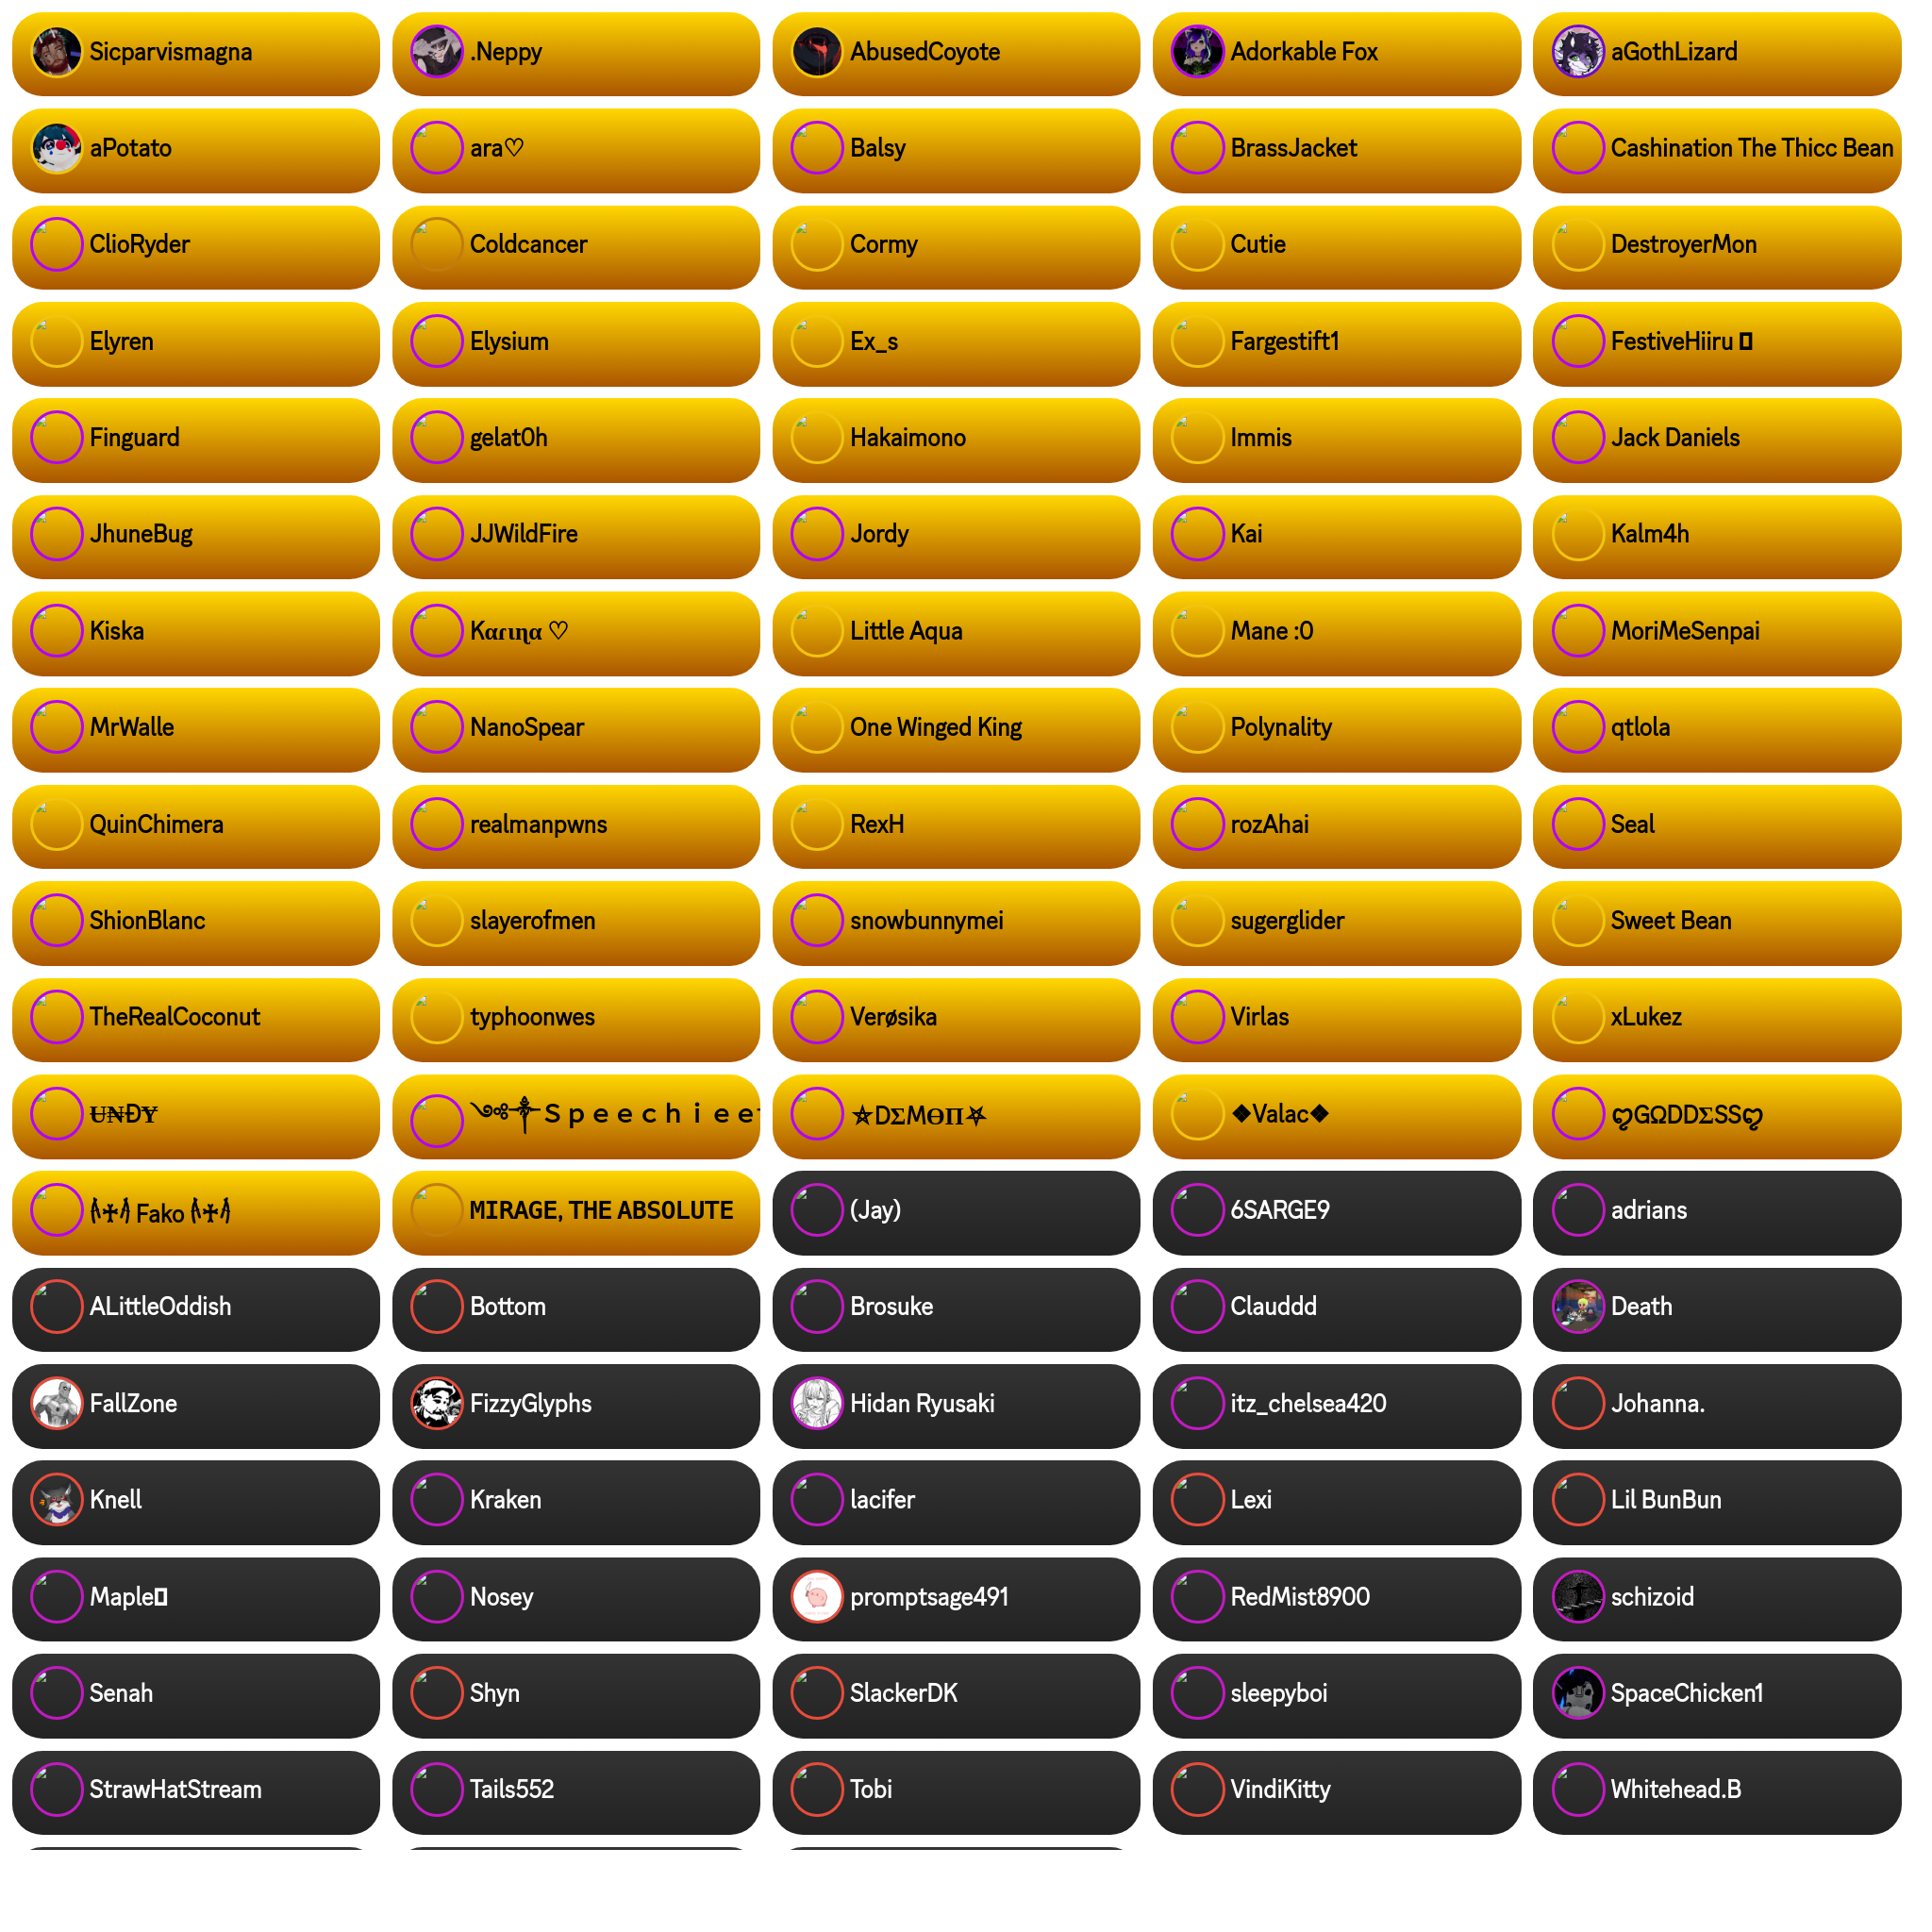 Sicparvismagna
.Neppy
AbusedCoyote
Adorkable Fox
aGothLizard
aPotato
ara♡
Balsy
BrassJacket
Cashination The Thicc Bean
ClioRyder
Coldcancer
Cormy
Cutie
DestroyerMon
Elyren
Elysium
Ex_s
Fargestift1
FestiveHiiru
Finguard
gelat0h
Hakaimono
Immis
Jack Daniels
JhuneBug
JJWildFire
Jordy
Kai
Kalm4h
Kiska
Kαɾιηα ♡
Little Aqua
Mane :0
MoriMeSenpai
MrWalle
NanoSpear
One Winged King
Polynality
qtlola
QuinChimera
realmanpwns
RexH
rozAhai
Seal
ShionBlanc
slayerofmen
snowbunnymei
sugerglider
Sweet Bean
TheRealCoconut
typhoonwes
Verøsika
Virlas
xLukez
Ʉ₦ĐɎ
༺✞Ｓｐｅｅｃｈｉｅｅ
⛤DΣMӨΠ⛧
❖Valac❖
ღGΩDDΣSSღ
Fako
MIRAGE, THE ABSOLUTE
(Jay)
6SARGE9
adrians
ALittleOddish
Bottom
Brosuke
Clauddd
Death
FallZone
FizzyGlyphs
Hidan Ryusaki
itz_chelsea420
Johanna.
Knell
Kraken
lacifer
Lexi
Lil BunBun
Maple
Nosey
promptsage491
RedMist8900
schizoid
Senah
Shyn
SlackerDK
sleepyboi
SpaceChicken1
StrawHatStream
Tails552
Tobi
VindiKitty
Whitehead.B